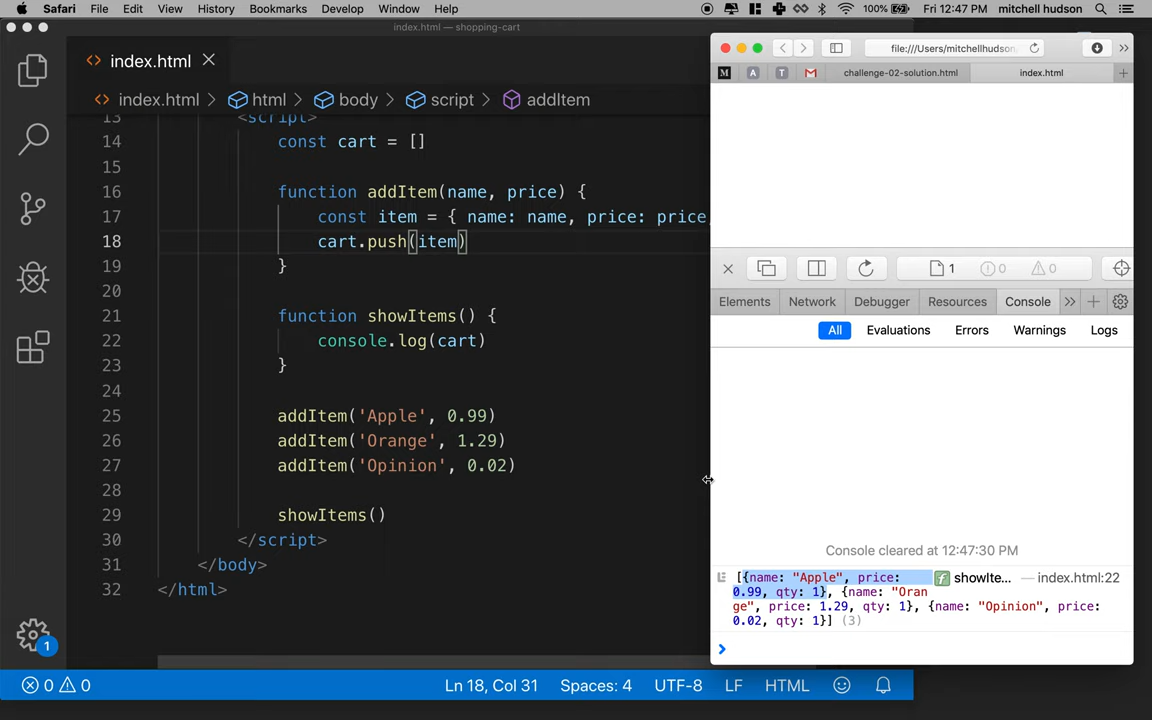 Safari File Edit View History Bookmarks Develop Window Help 100% Fri 12:47 PM mitchell hudson
index.html — shopping-cart
index.html
index.html > html > body > script > addItem
13 <script>
14 const cart = []
15
16 function addItem(name, price) {
17 const item = { name: name, price: price,
18 cart.push(item)
19 }
20
21 function showItems() {
22 console.log(cart)
23 }
24
25 addItem('Apple', 0.99)
26 addItem('Orange', 1.29)
27 addItem('Opinion', 0.02)
28
29 showItems()
30 </script>
31 </body>
32 </html>
1
0 0 Ln 18, Col 31 Spaces: 4 UTF-8 LF HTML
file:///Users/mitchellhudson
M A T M challenge-02-solution.html index.html
1 0 0
Elements Network Debugger Resources Console
All Evaluations Errors Warnings Logs
Console cleared at 12:47:30 PM
[{name: "Apple", price: f showIte... — index.html:22
0.99, qty: 1}, {name: "Oran
ge", price: 1.29, qty: 1}, {name: "Opinion", price:
0.02, qty: 1}] (3)